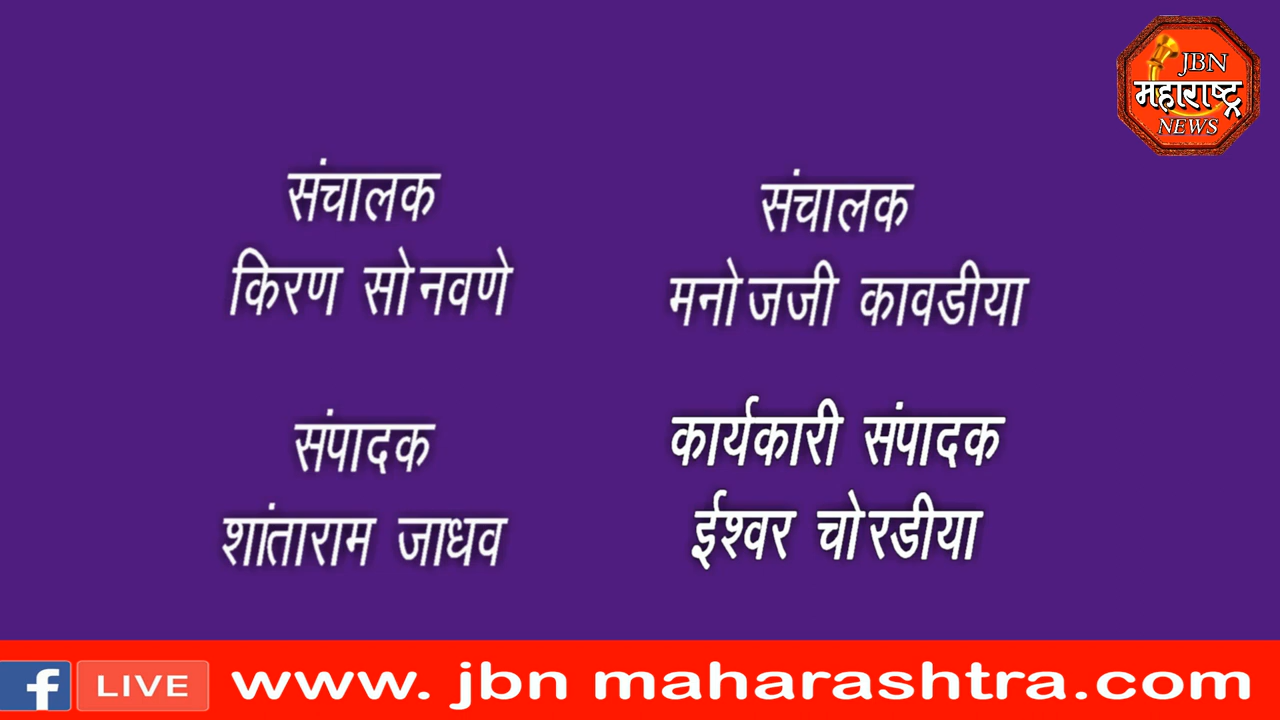 JBN
महाराष्ट्र
NEWS
संचालक
किरण सोनवणे
संचालक
मनोजजी कावडीया
संपादक
शांताराम जाधव
कार्यकारी संपादक
ईश्वर चोरडीया
f LIVE www. jbn maharashtra.com